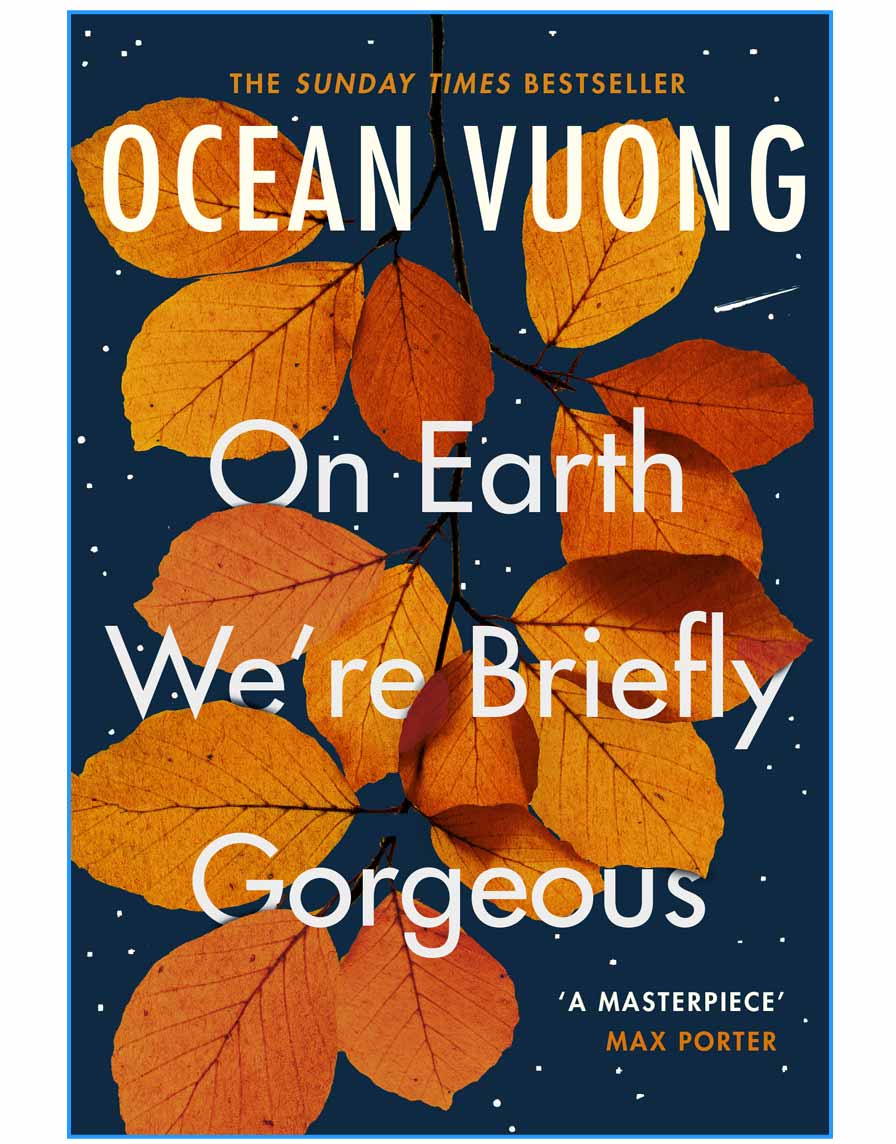 THE SUNDAY TIMES BESTSELLER
OCEAN VUONG
On Earth
We’re Briefly
Gorgeous
‘A MASTERPIECE’
MAX PORTER